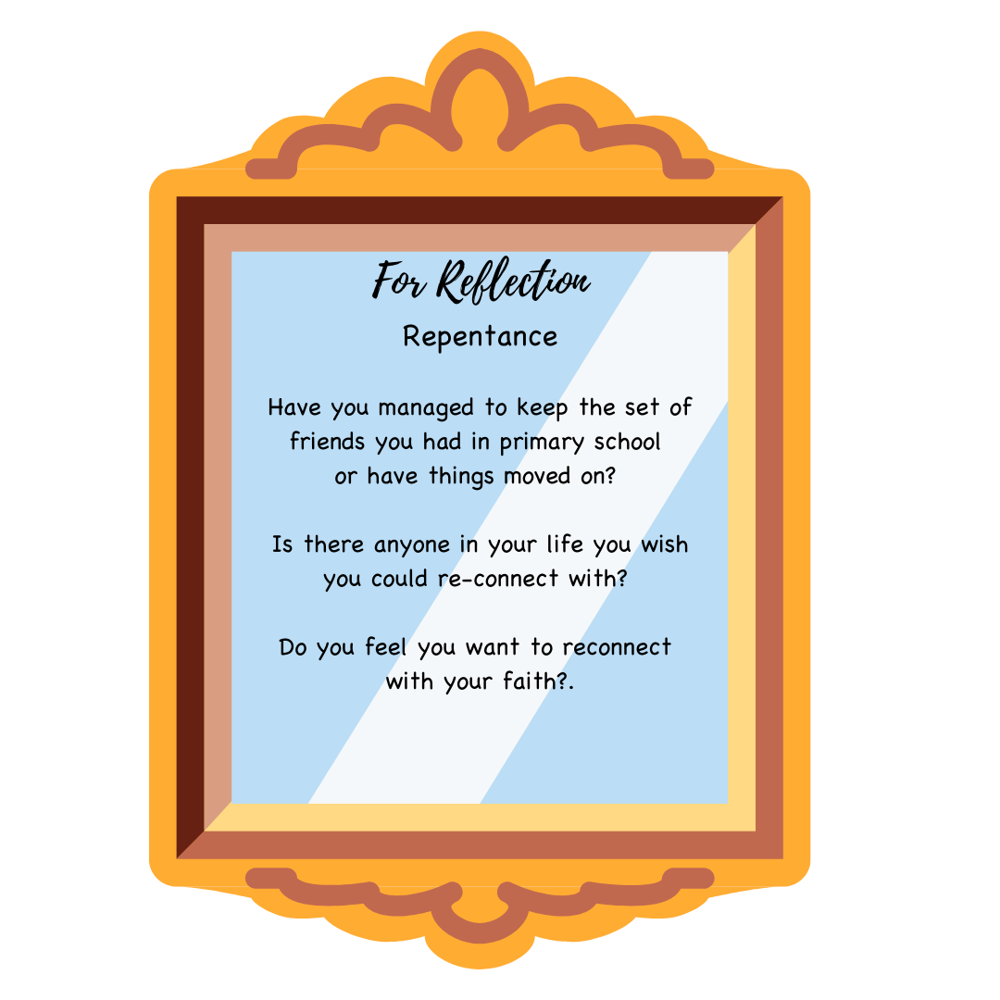 For Reflection
Repentance
Have you managed to keep the set of
friends you had in primary school
or have things moved on?
Is there anyone in your life you wish
you could re-connect with?
Do you feel you want to reconnect
with your faith?.